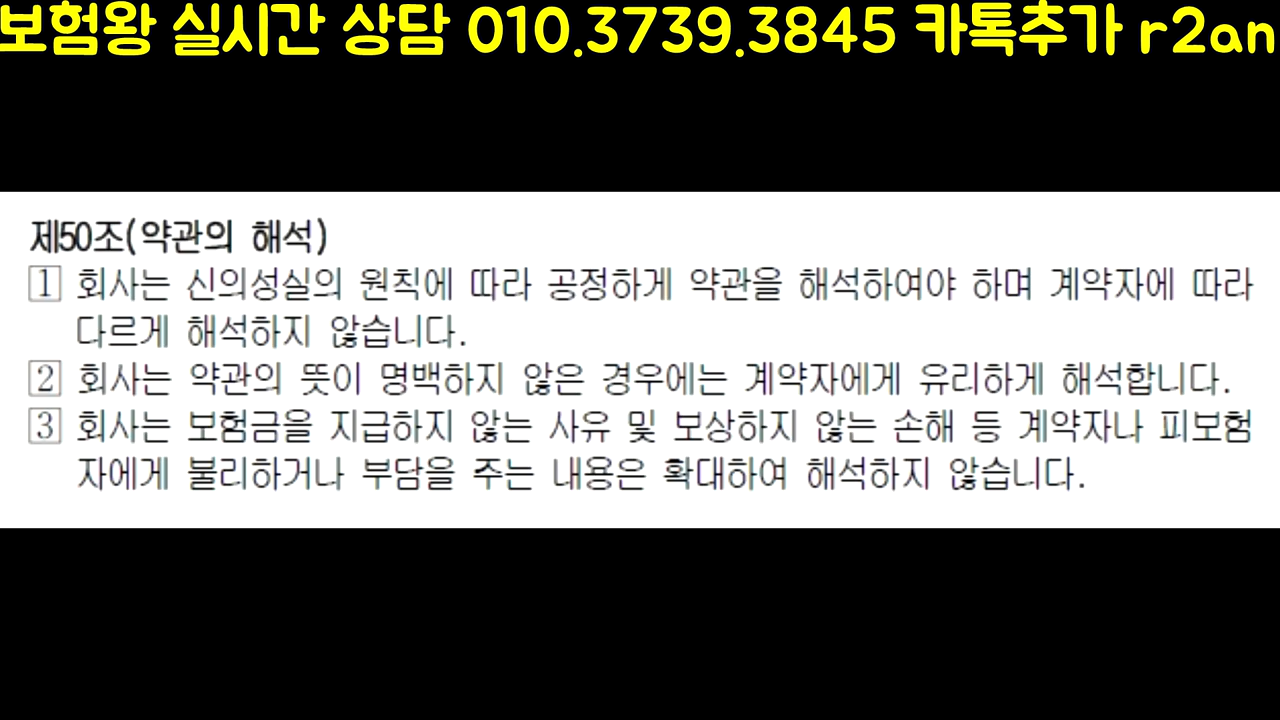 보험왕 실시간 상담 010.3739.3845 카톡추가 r2an
제50조(약관의 해석)
1 회사는 신의성실의 원칙에 따라 공정하게 약관을 해석하여야 하며 계약자에 따라
다르게 해석하지 않습니다.
2 회사는 약관의 뜻이 명백하지 않은 경우에는 계약자에게 유리하게 해석합니다.
3 회사는 보험금을 지급하지 않는 사유 및 보상하지 않는 손해 등 계약자나 피보험
자에게 불리하거나 부담을 주는 내용은 확대하여 해석하지 않습니다.